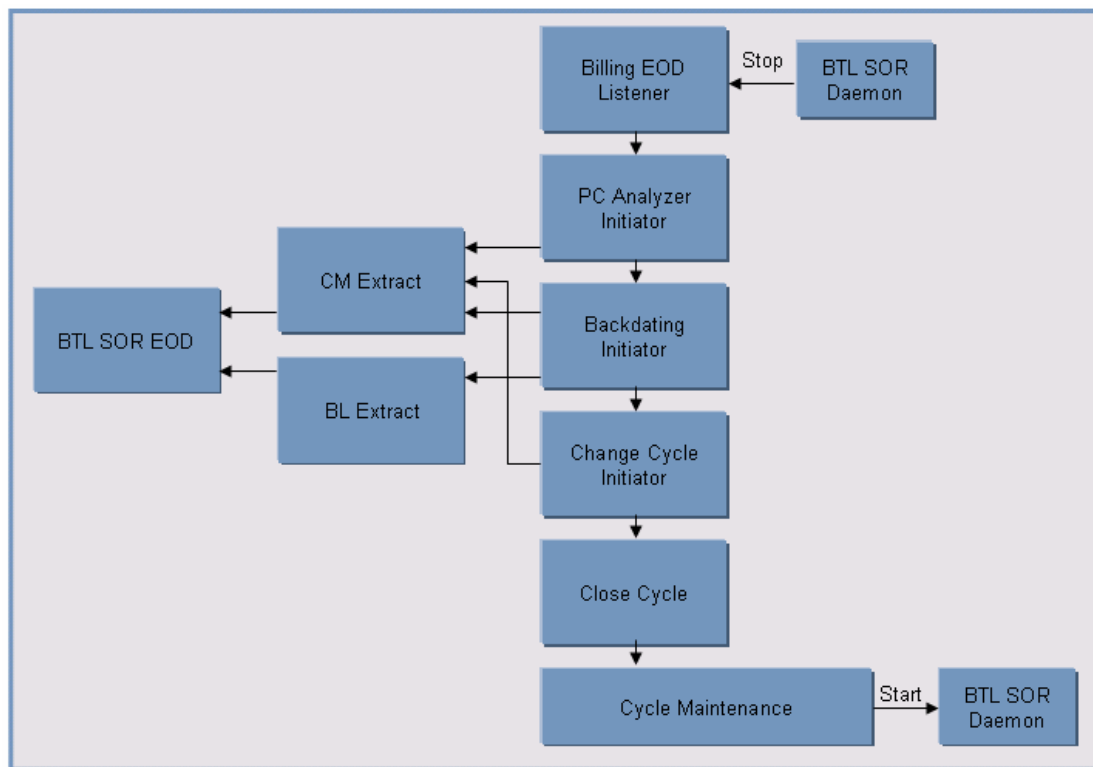 Billing EOD
Listener
Stop
BTL SOR
Daemon
PC Analyzer
Initiator
CM Extract
BTL SOR EOD
Backdating
Initiator
BL Extract
Change Cycle
Initiator
Close Cycle
Cycle Maintenance
Start
BTL SOR
Daemon